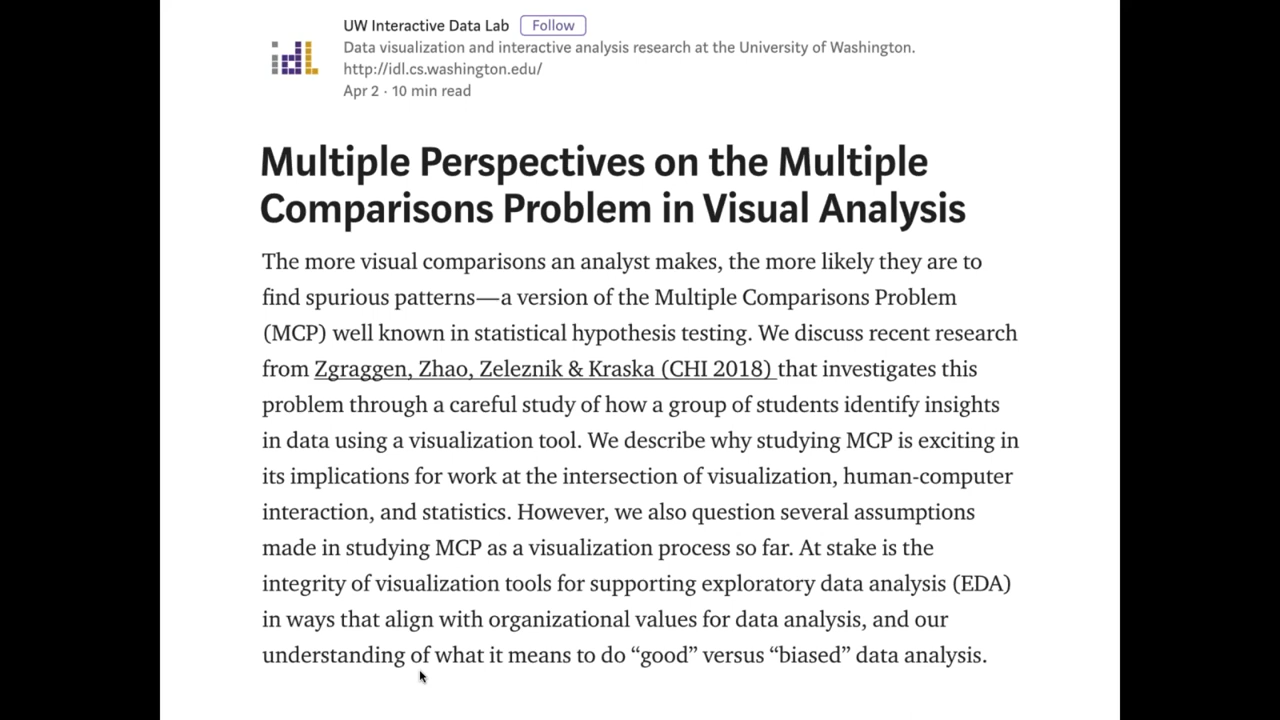 UW Interactive Data Lab Follow
Data visualization and interactive analysis research at the University of Washington.
http://idl.cs.washington.edu/
Apr 2 · 10 min read
idL
Multiple Perspectives on the Multiple
Comparisons Problem in Visual Analysis
The more visual comparisons an analyst makes, the more likely they are to
find spurious patterns—a version of the Multiple Comparisons Problem
(MCP) well known in statistical hypothesis testing. We discuss recent research
from Zgraggen, Zhao, Zeleznik & Kraska (CHI 2018) that investigates this
problem through a careful study of how a group of students identify insights
in data using a visualization tool. We describe why studying MCP is exciting in
its implications for work at the intersection of visualization, human-computer
interaction, and statistics. However, we also question several assumptions
made in studying MCP as a visualization process so far. At stake is the
integrity of visualization tools for supporting exploratory data analysis (EDA)
in ways that align with organizational values for data analysis, and our
understanding of what it means to do “good” versus “biased” data analysis.